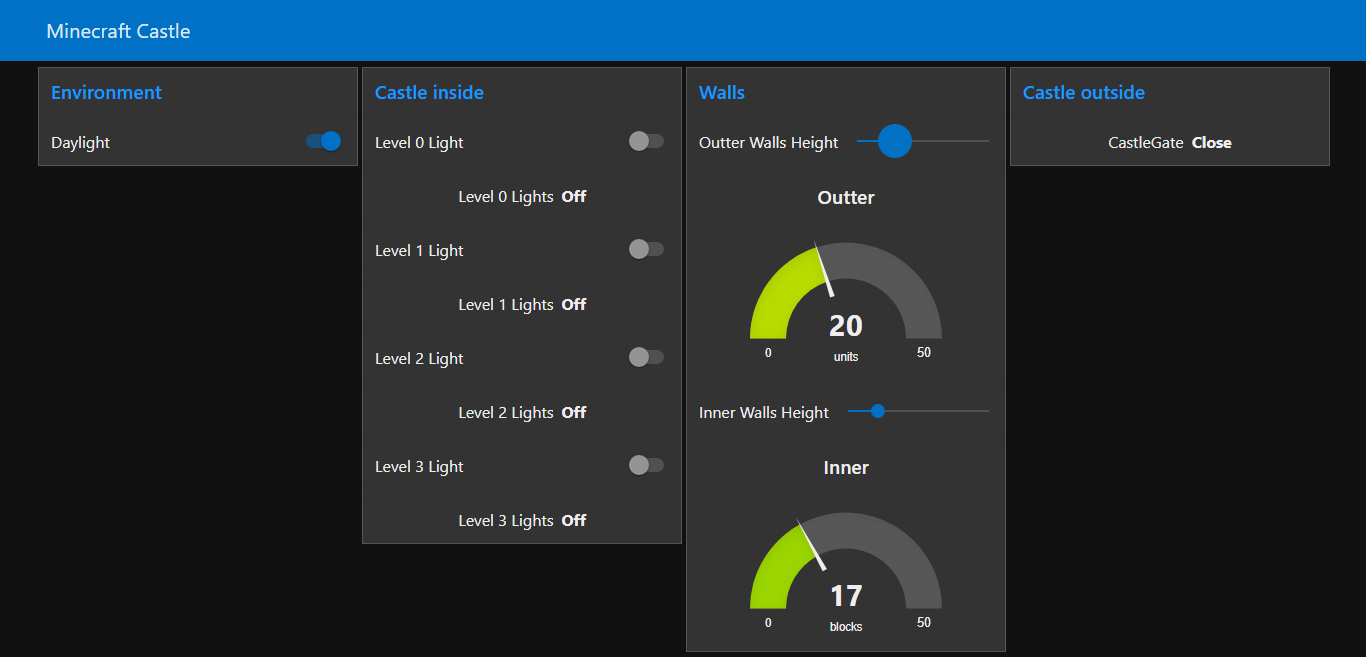 Minecraft Castle
Environment
Daylight
Castle inside
Level 0 Light
Level 0 Lights Off
Level 1 Light
Level 1 Lights Off
Level 2 Light
Level 2 Lights Off
Level 3 Light
Level 3 Lights Off
Walls
Outter Walls Height
Outter
20
0 units 50
Inner Walls Height
Inner
17
0 blocks 50
Castle outside
CastleGate Close